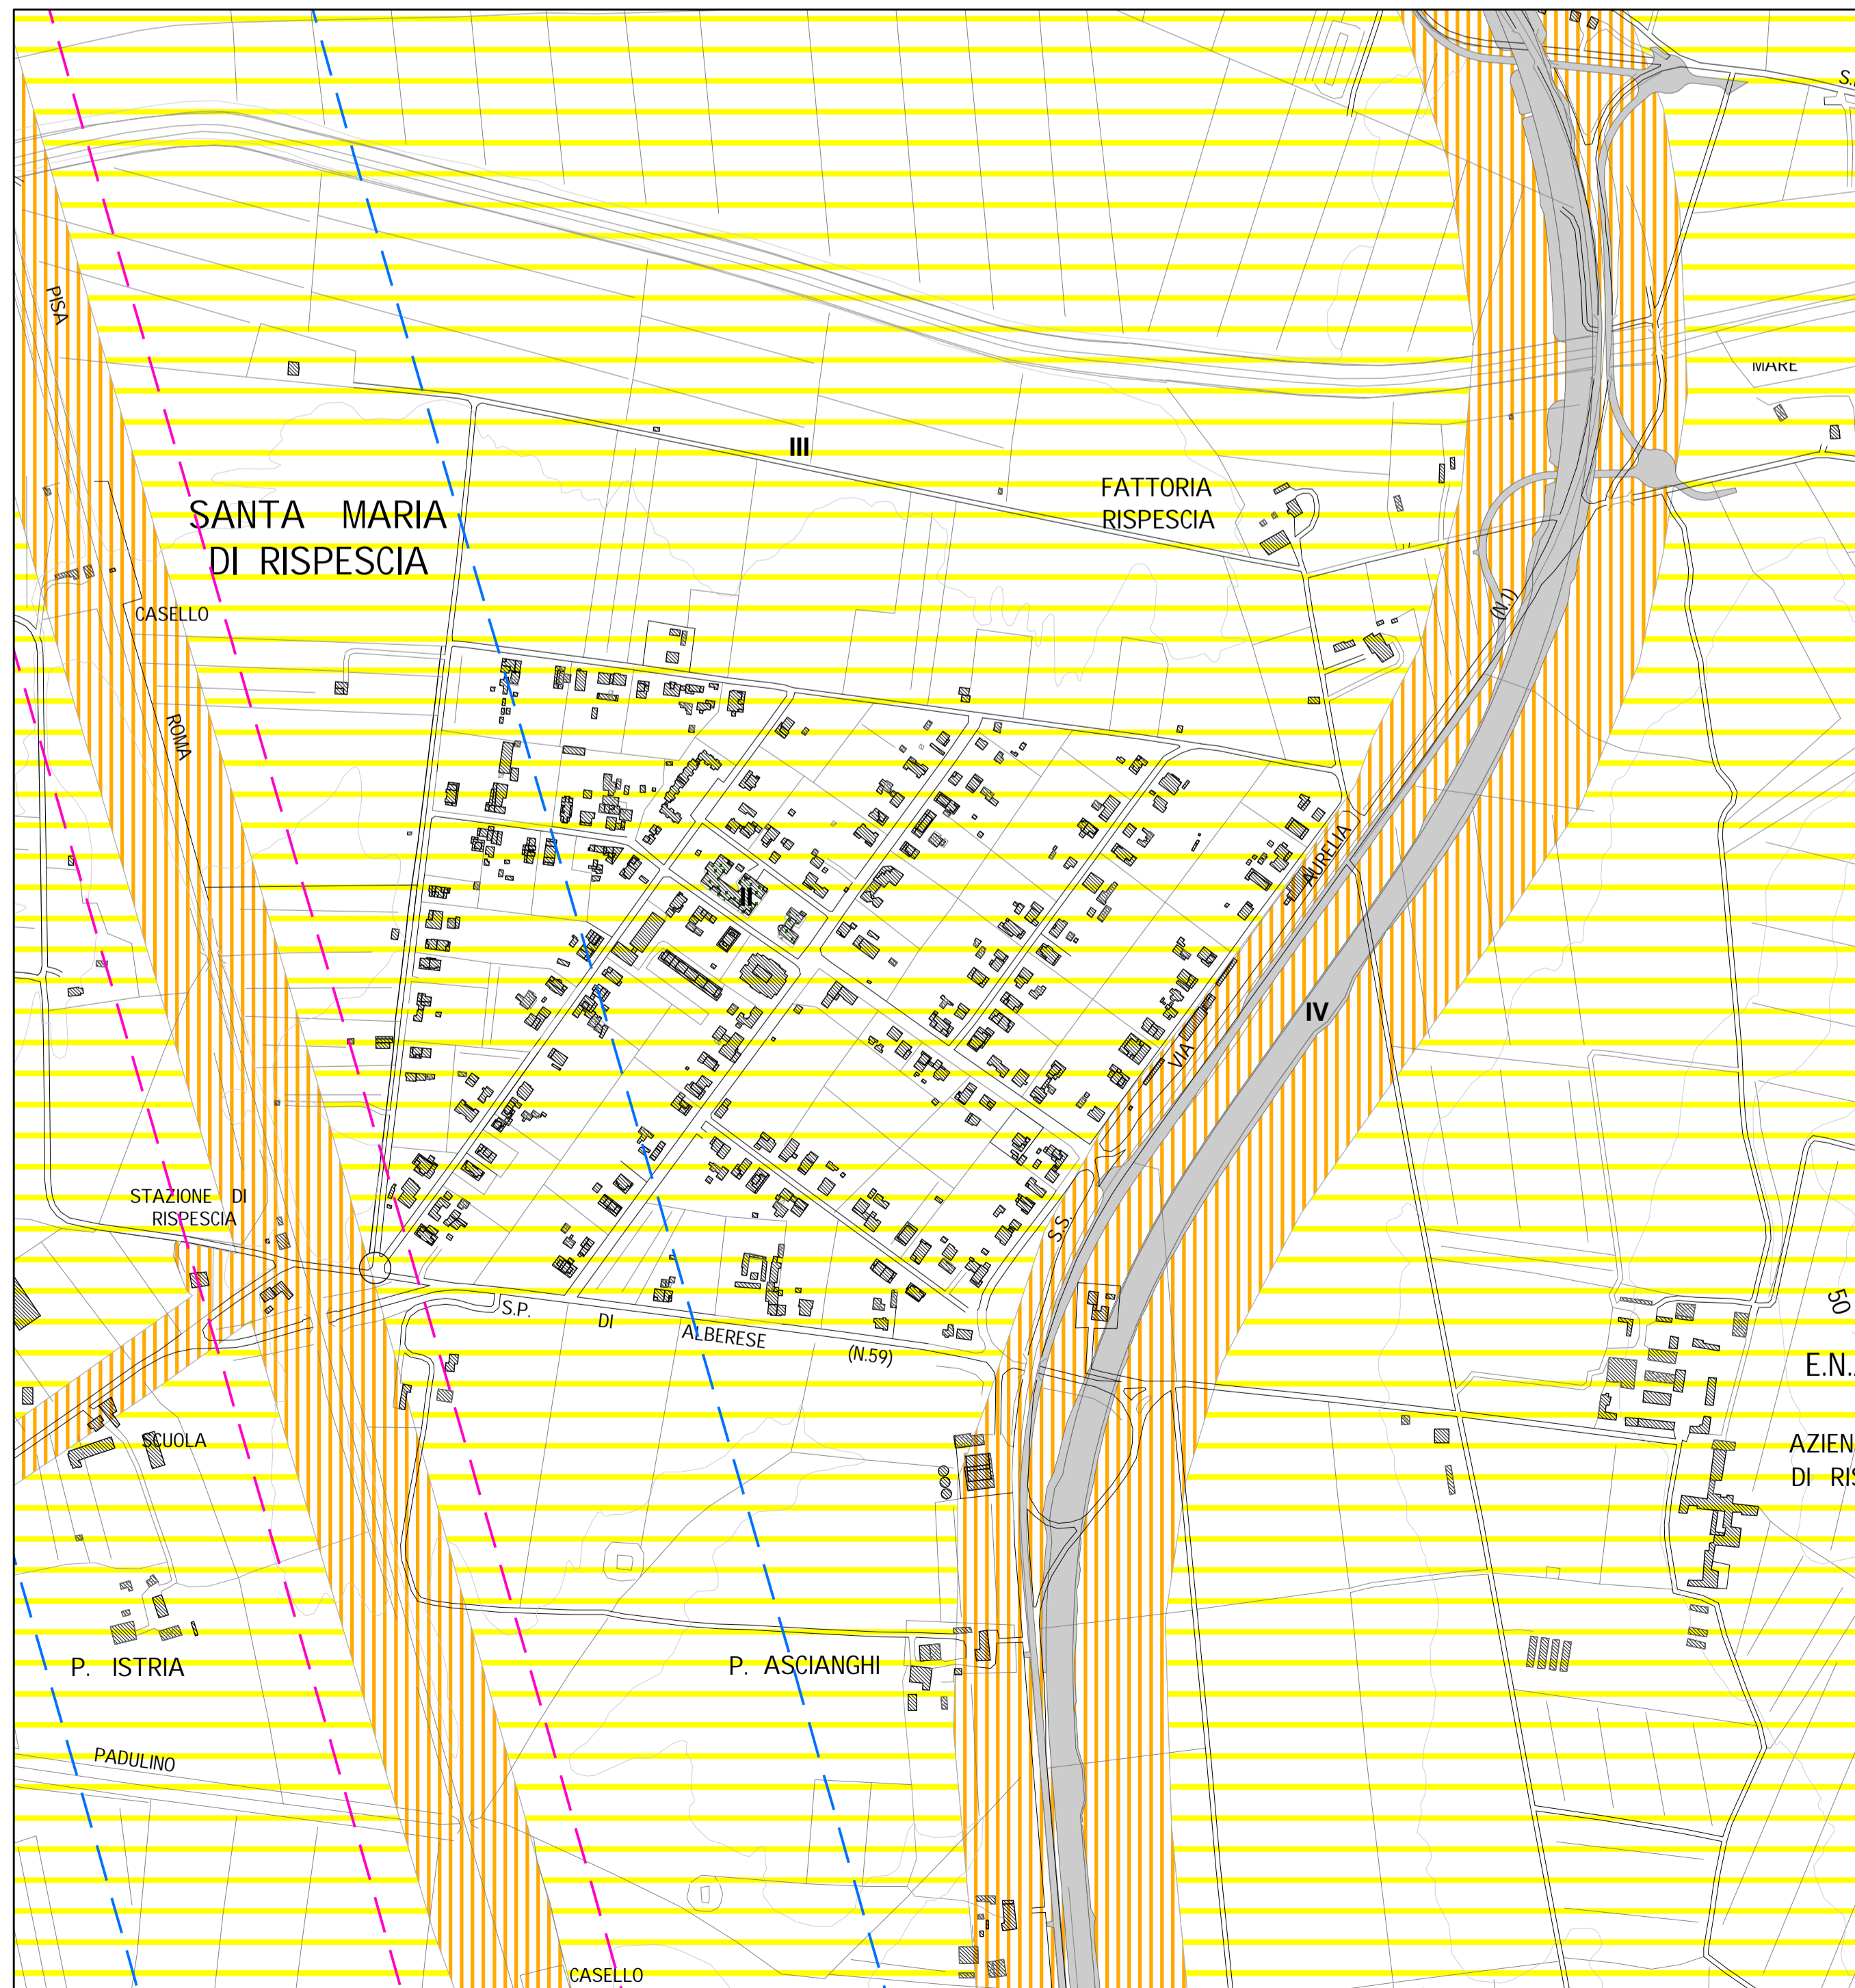 S.
PISA
MARE
III
FATTORIA
RISPESCIA
SANTA MARIA
DI RISPESCIA
CASELLO
(N.1)
ROMA
AURELIA
II
IV
VIA
STAZIONE DI
RISPESCIA
S.S.
S.P. DI ALBERESE (N.59)
50
E.N.
SCUOLA
AZIEN
DI RIS
P. ISTRIA
P. ASCIANGHI
PADULINO
CASELLO